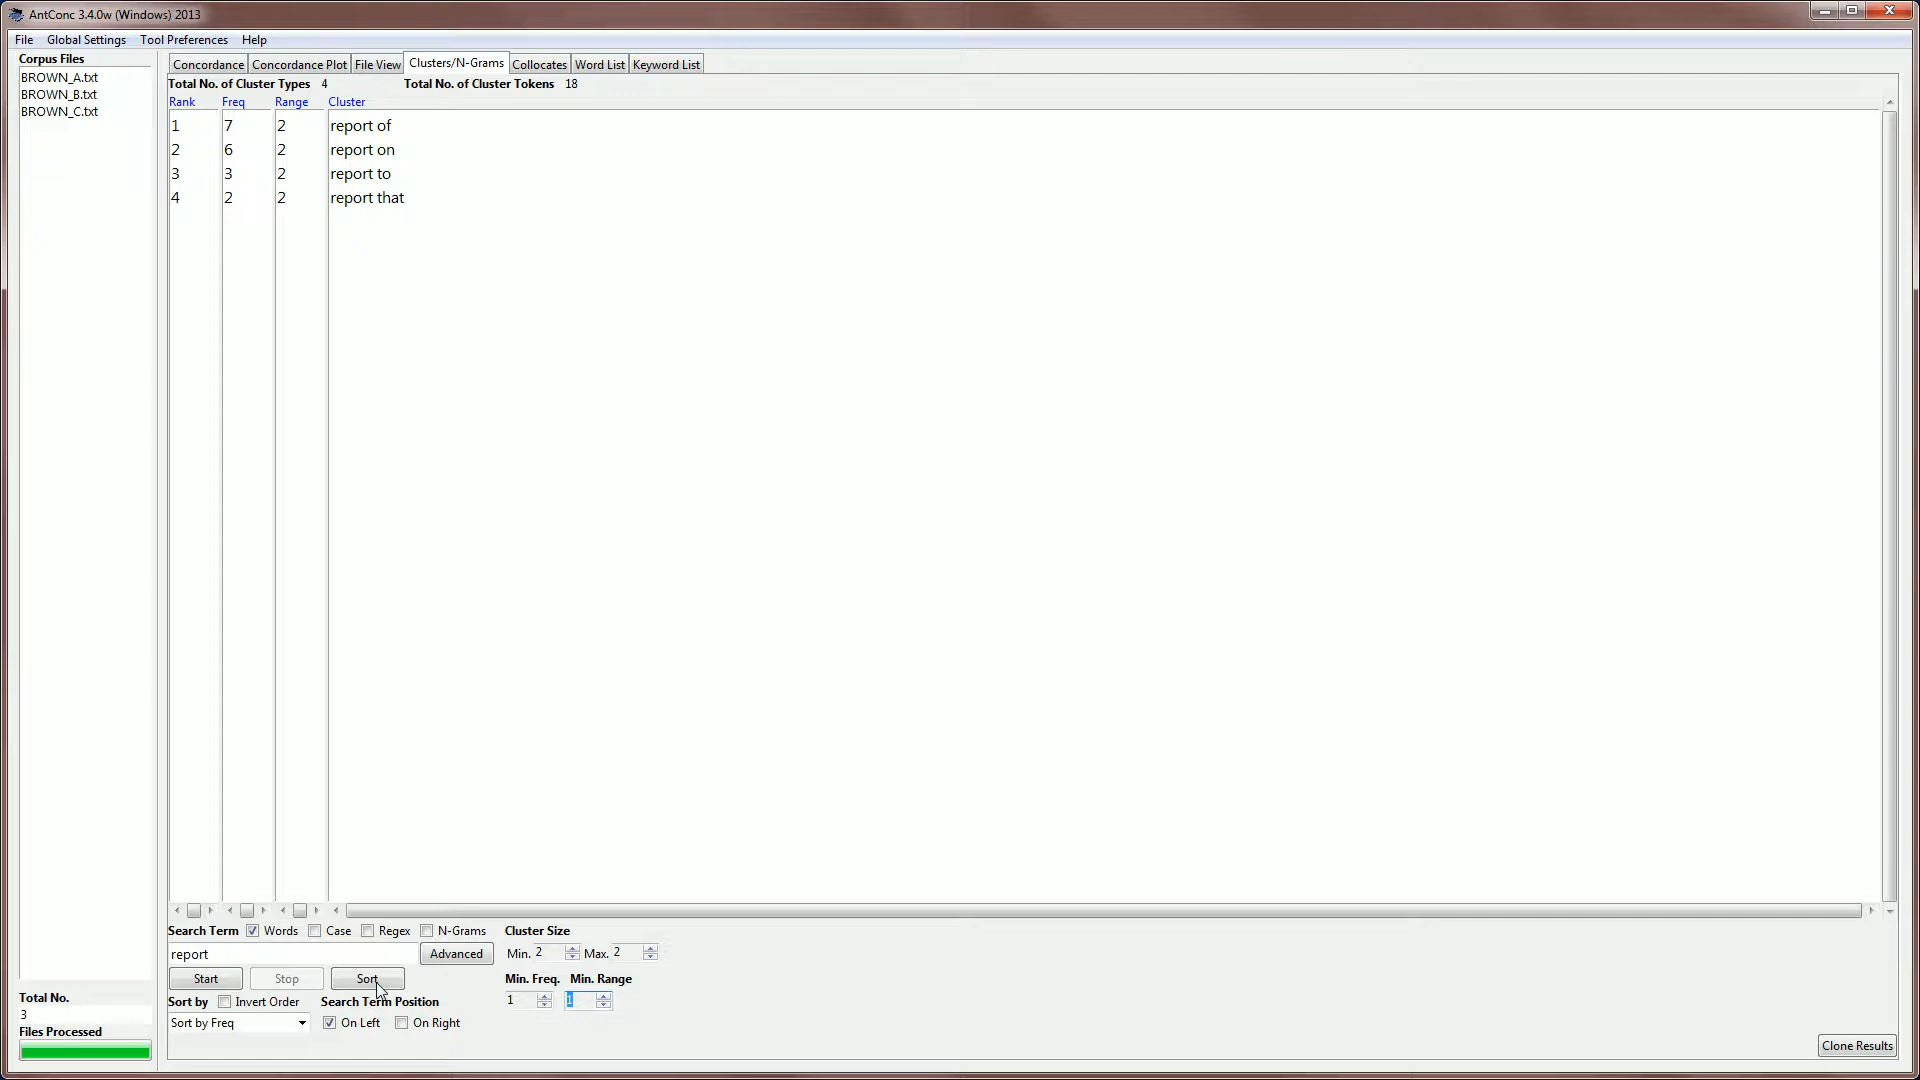 AntConc 3.4.0w (Windows) 2013
File Global Settings Tool Preferences Help
Corpus Files
BROWN_A.txt
BROWN_B.txt
BROWN_C.txt
Concordance Concordance Plot File View Clusters/N-Grams Collocates Word List Keyword List
Total No. of Cluster Types 4 Total No. of Cluster Tokens 18
Rank Freq Range Cluster
1 7 2 report of
2 6 2 report on
3 3 2 report to
4 2 2 report that
Search Term Words Case Regex N-Grams Cluster Size
report Advanced Min. 2 Max. 2
Start Stop Sort Min. Freq. Min. Range
Sort by Invert Order Search Term Position 1 1
Sort by Freq On Left On Right
Total No.
3
Files Processed
Clone Results